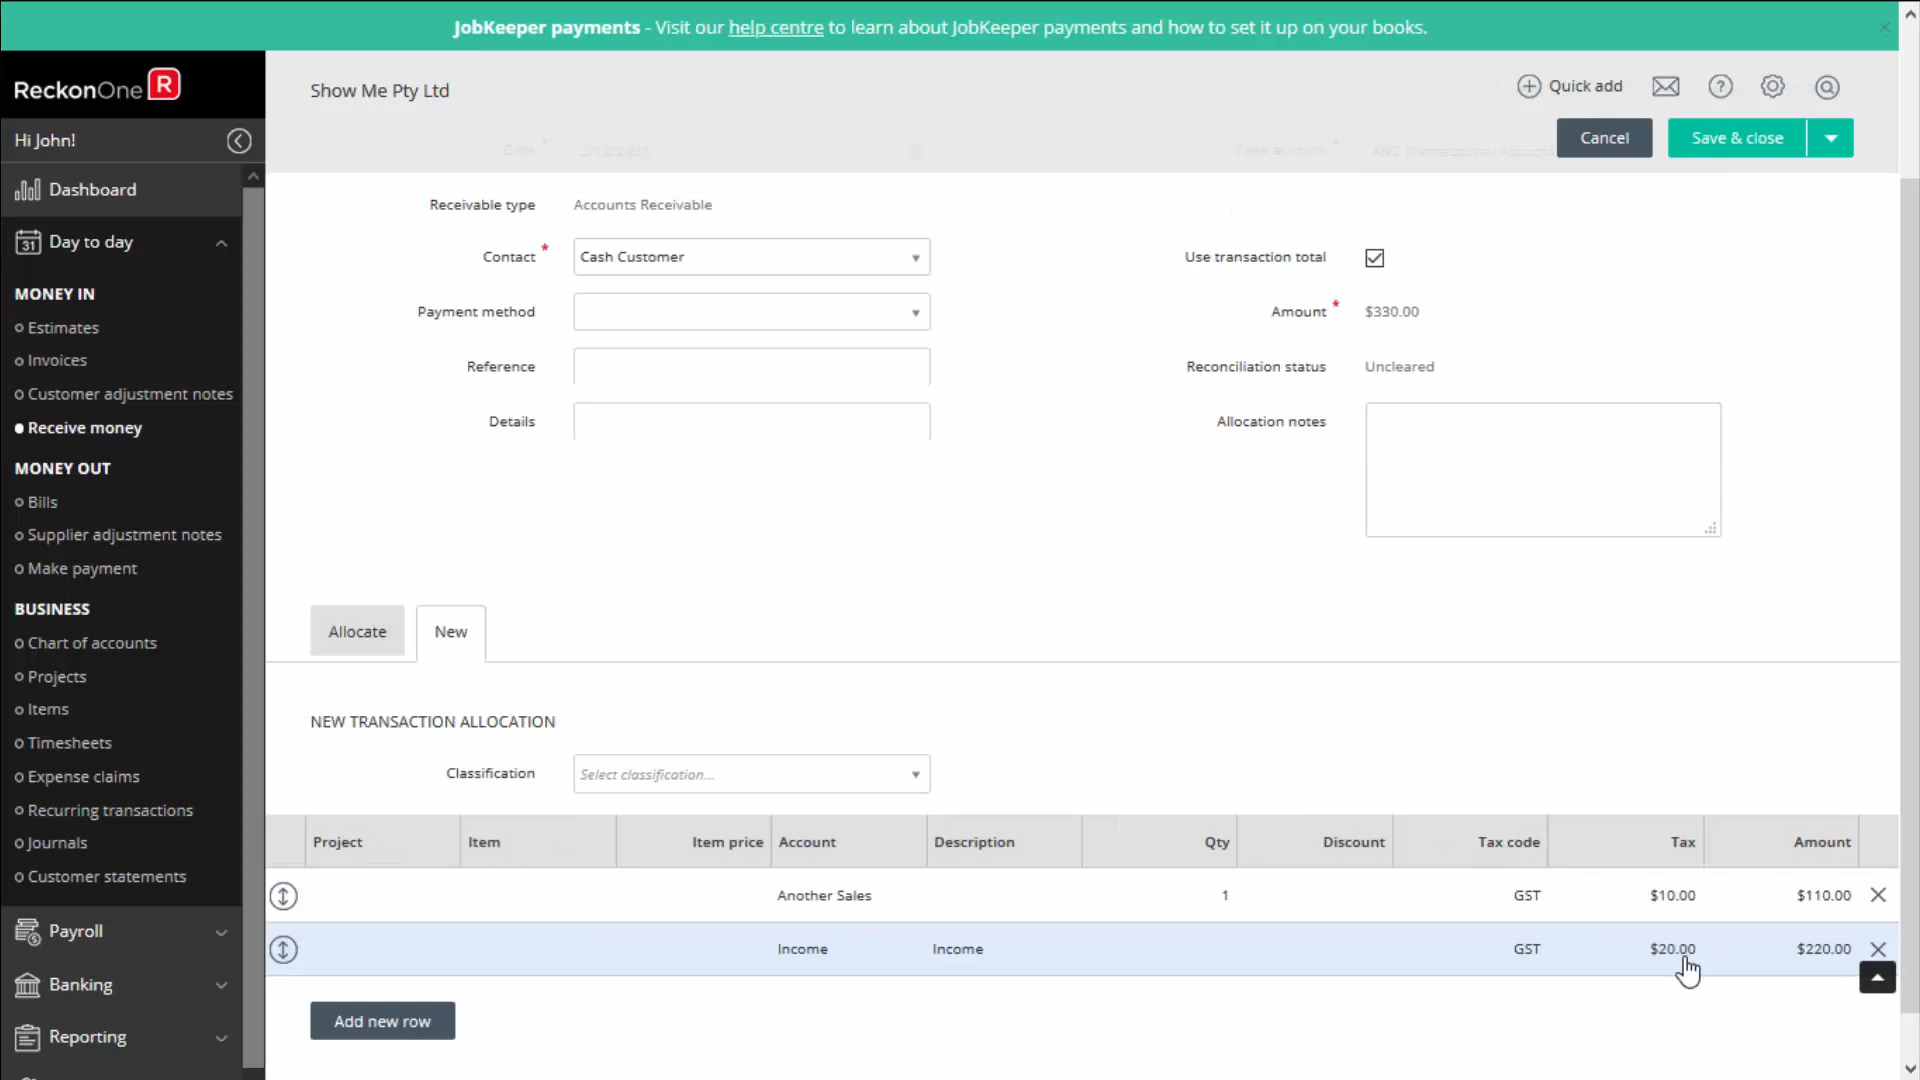 JobKeeper payments - Visit our help centre to learn about JobKeeper payments and how to set it up on your books.
ReckonOne R
Show Me Pty Ltd
Quick add
Hi John!
Cancel
Save & close
Date *
2/12/2020
Bank account *
Dashboard
Day to day
MONEY IN
Estimates
Invoices
Customer adjustment notes
Receive money
MONEY OUT
Bills
Supplier adjustment notes
Make payment
BUSINESS
Chart of accounts
Projects
Items
Timesheets
Expense claims
Recurring transactions
Journals
Customer statements
Payroll
Banking
Reporting
Receivable type
Accounts Receivable
Contact *
Cash Customer
Use transaction total
Payment method
Amount *
$330.00
Reference
Reconciliation status
Uncleared
Details
Allocation notes
Allocate
New
NEW TRANSACTION ALLOCATION
Classification
Select classification...
Project Item Item price Account Description Qty Discount Tax code Tax Amount
Another Sales 1 GST $10.00 $110.00
Income Income GST $20.00 $220.00
Add new row